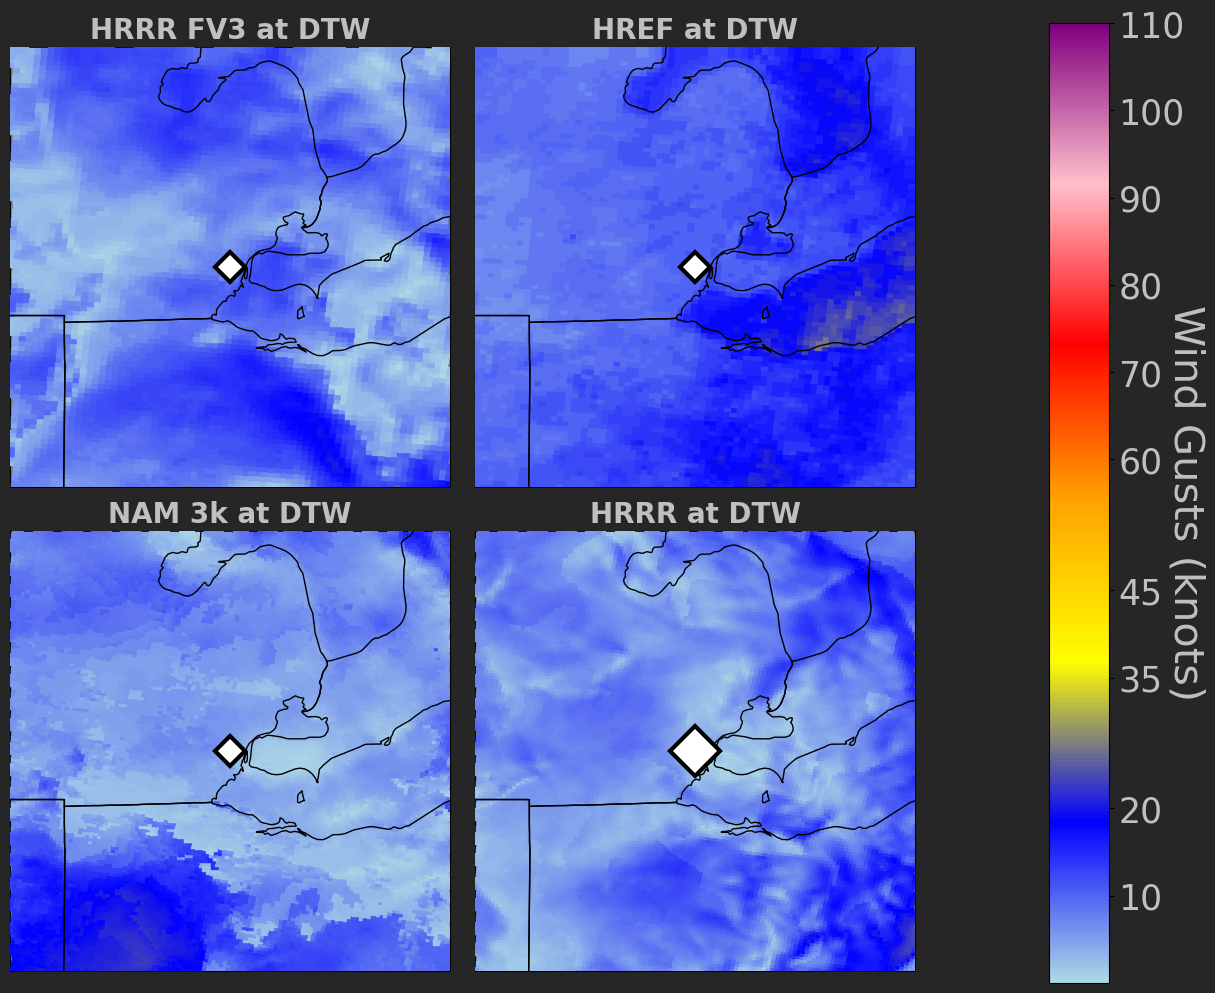 HRRR FV3 at DTW
HREF at DTW
NAM 3k at DTW
HRRR at DTW
110
100
90
80
70
60
45
35
20
10
Wind Gusts (knots)